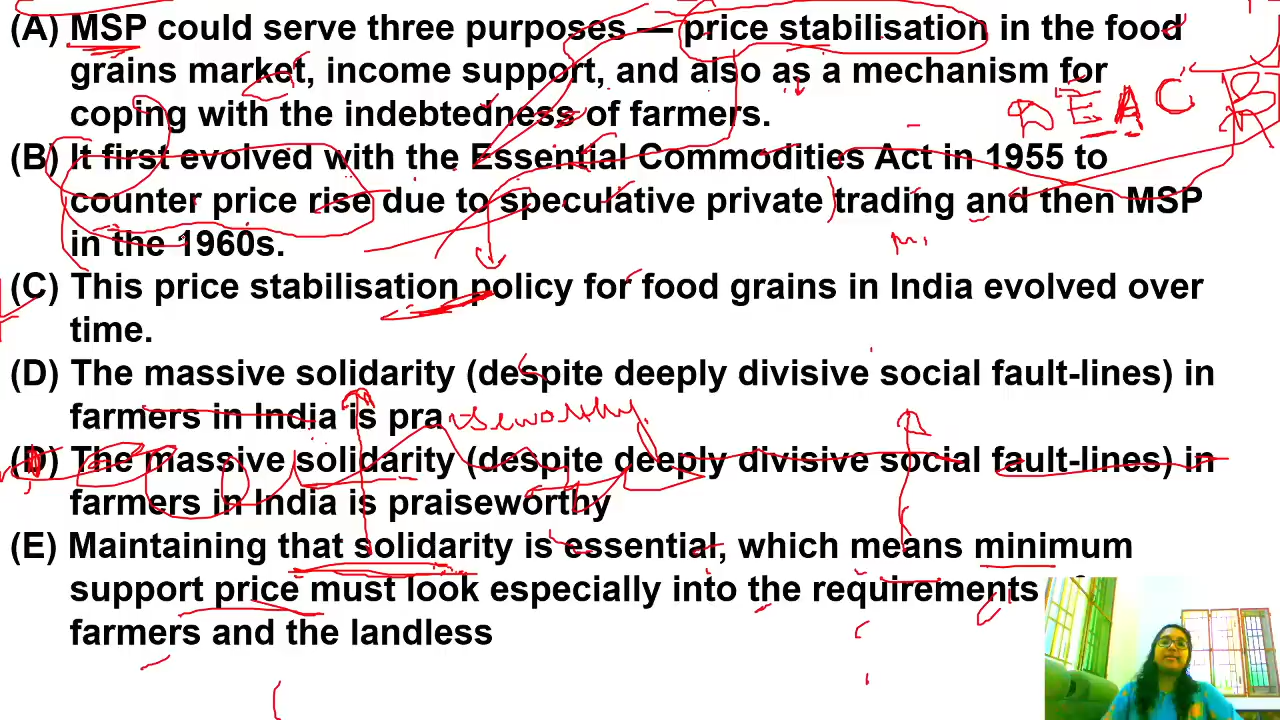 (A) MSP could serve three purposes — price stabilisation in the food
grains market, income support, and also as a mechanism for
coping with the indebtedness of farmers.
D E A C B
(B) It first evolved with the Essential Commodities Act in 1955 to
counter price rise due to speculative private trading and then MSP
in the 1960s.
(C) This price stabilisation policy for food grains in India evolved over
time.
(D) The massive solidarity (despite deeply divisive social fault-lines) in
farmers in India is praiseworthy
(D) The massive solidarity (despite deeply divisive social fault-lines) in
farmers in India is praiseworthy
(E) Maintaining that solidarity is essential, which means minimum
support price must look especially into the requirements
farmers and the landless